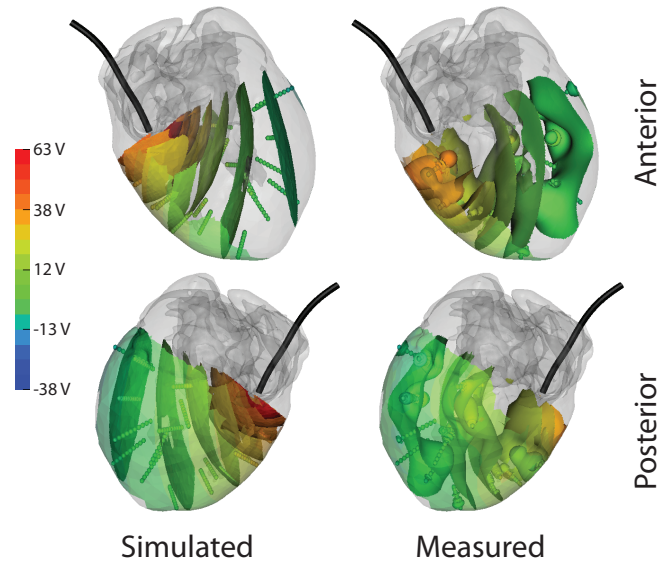 Anterior
63 V
38 V
12 V
-13 V
-38 V
Posterior
Simulated
Measured